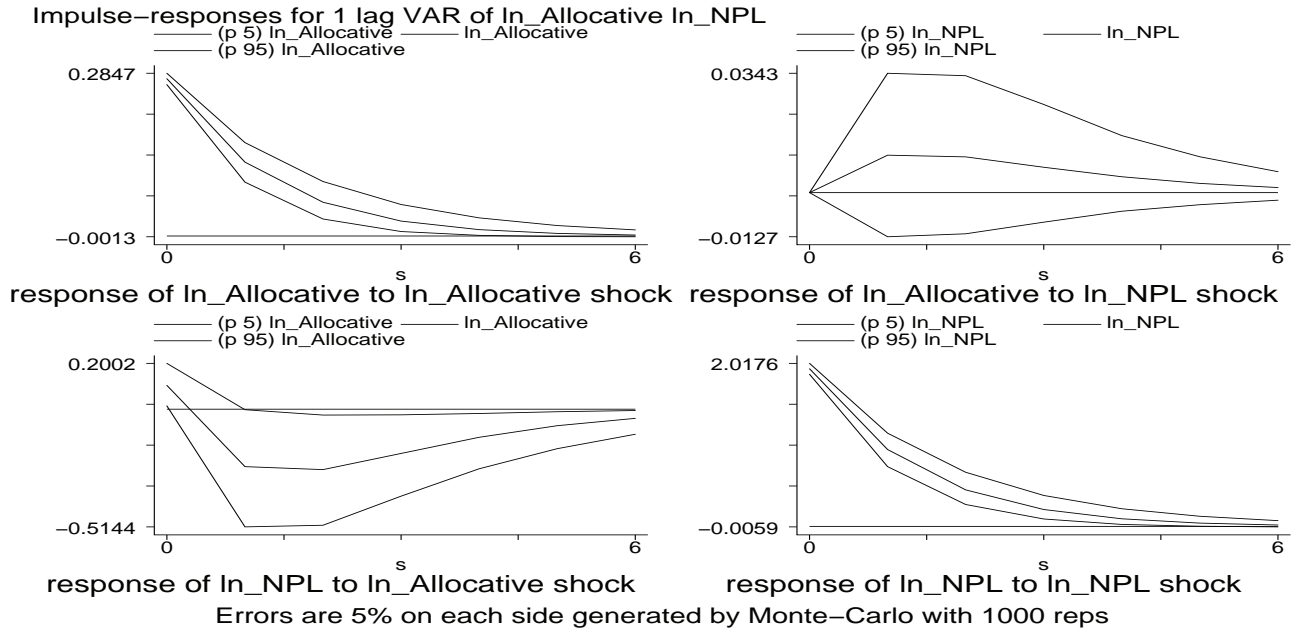 Impulse−responses for 1 lag VAR of ln_Allocative ln_NPL
(p 5) ln_Allocative ln_Allocative
(p 95) ln_Allocative
0.2847
−0.0013
0 6
s
response of ln_Allocative to ln_Allocative shock
(p 5) ln_NPL ln_NPL
(p 95) ln_NPL
0.0343
−0.0127
0 6
s
response of ln_Allocative to ln_NPL shock
(p 5) ln_Allocative ln_Allocative
(p 95) ln_Allocative
0.2002
−0.5144
0 6
s
response of ln_NPL to ln_Allocative shock
(p 5) ln_NPL ln_NPL
(p 95) ln_NPL
2.0176
−0.0059
0 6
s
response of ln_NPL to ln_NPL shock
Errors are 5% on each side generated by Monte−Carlo with 1000 reps